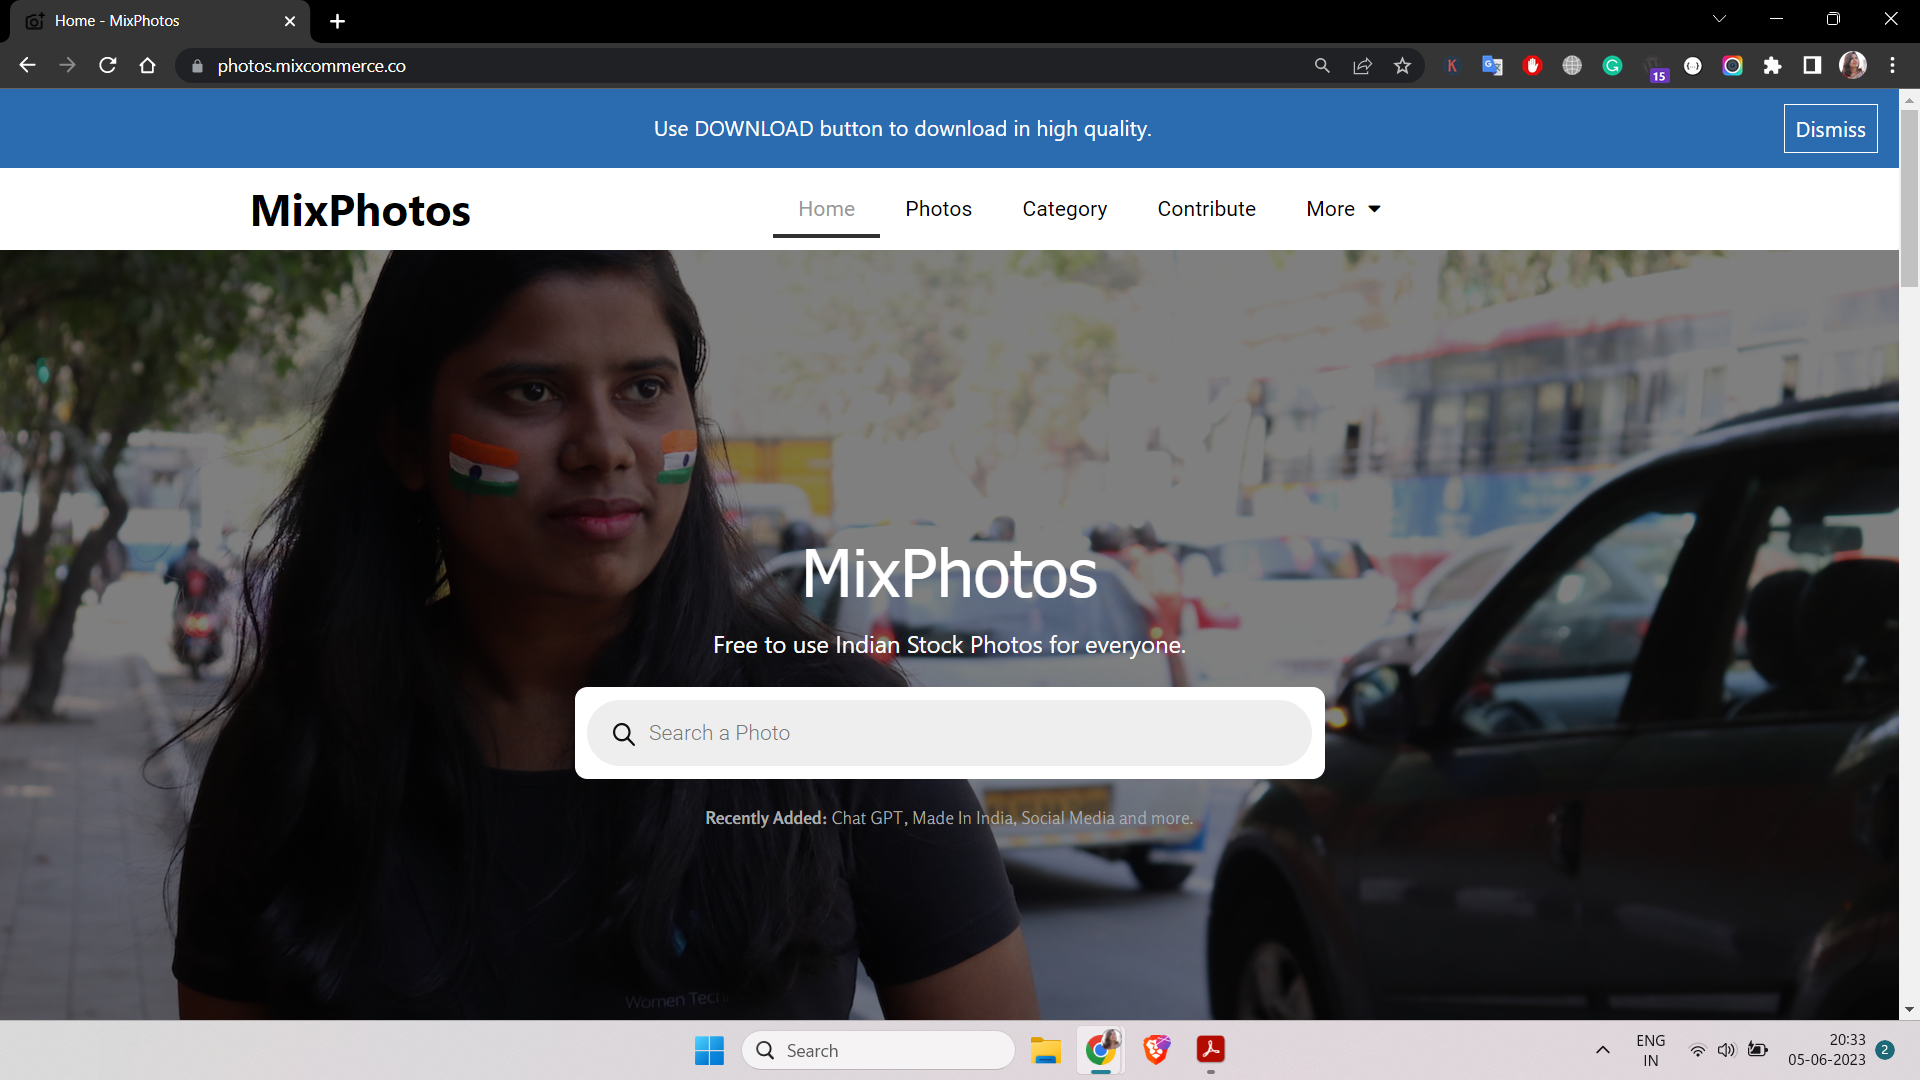 Home - MixPhotos
photos.mixcommerce.co
15
Use DOWNLOAD button to download in high quality.
Dismiss
MixPhotos
Home
Photos
Category
Contribute
More
MixPhotos
Free to use Indian Stock Photos for everyone.
Search a Photo
Recently Added: Chat GPT, Made In India, Social Media and more.
Women Tech
Search
ENG
IN
20:33
05-06-2023
2